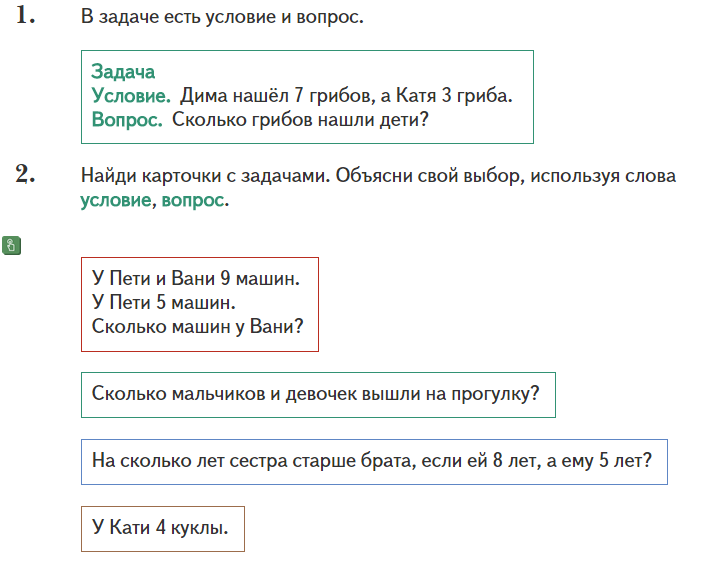 1. В задаче есть условие и вопрос.
Задача
Условие. Дима нашёл 7 грибов, а Катя 3 гриба.
Вопрос. Сколько грибов нашли дети?
2. Найди карточки с задачами. Объясни свой выбор, используя слова
условие, вопрос.
У Пети и Вани 9 машин.
У Пети 5 машин.
Сколько машин у Вани?
Сколько мальчиков и девочек вышли на прогулку?
На сколько лет сестра старше брата, если ей 8 лет, а ему 5 лет?
У Кати 4 куклы.